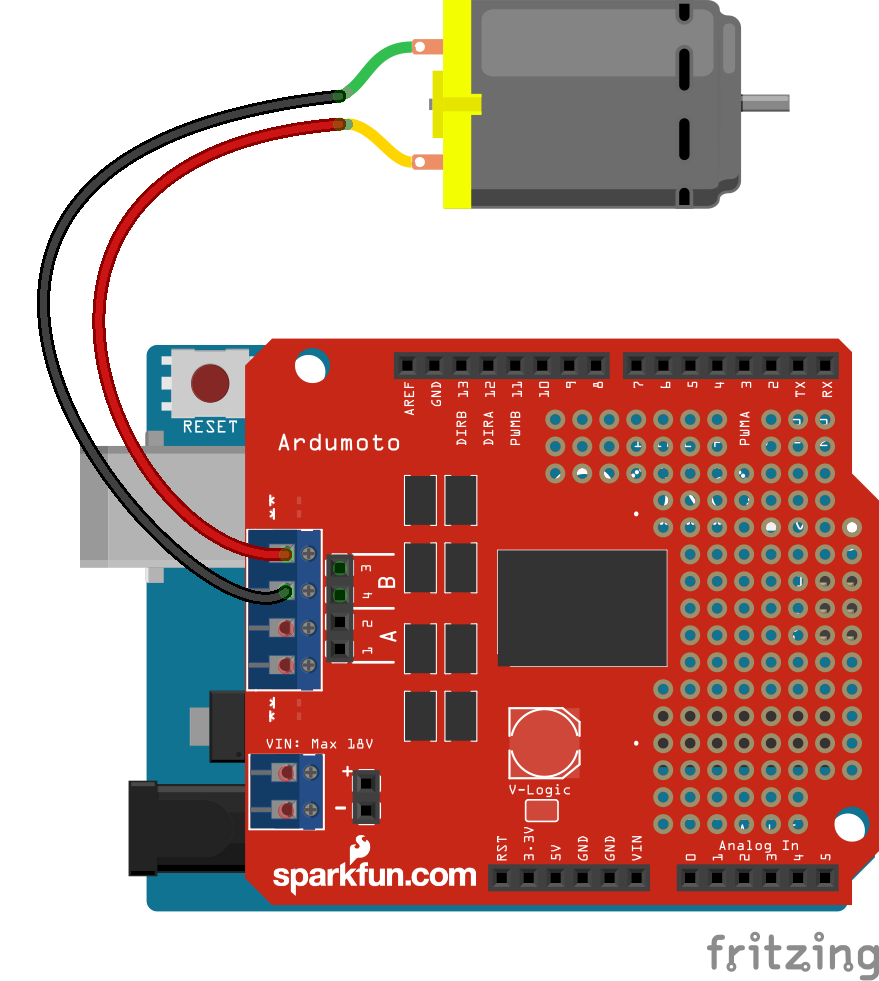 RESET
Ardumoto
AREF
GND
DIRB 13
DIRA 12
PWMB 11
10
9
8
7
6
5
4
PWMA 3
2
TX
RX
3
B
4
2
A
1
VIN: Max 18V
+
-
V-Logic
RST
3.3V
5V
GND
GND
VIN
Analog In
0
1
2
3
4
5
sparkfun.com
fritzing